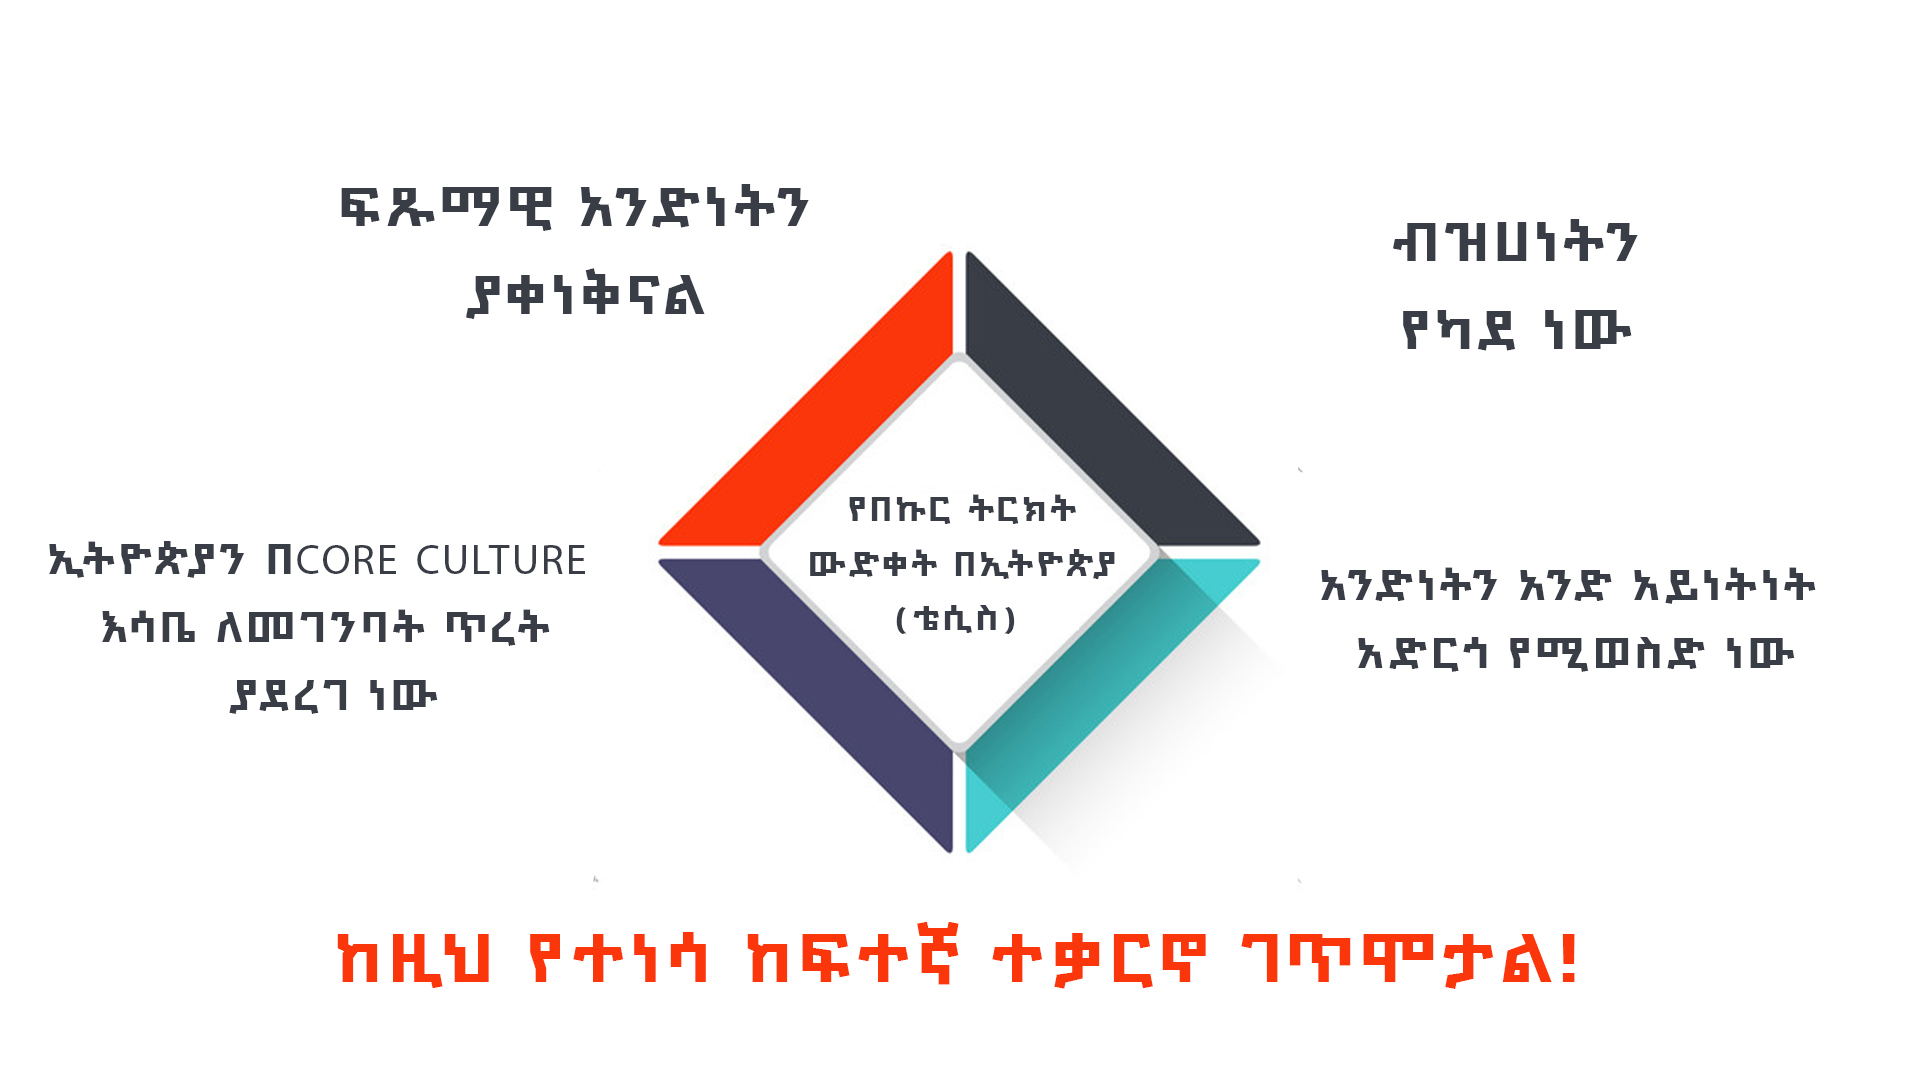 ፍጹማዊ አንድነትን
ያቀነቅናል
ብዝሀነትን
የካደ ነው
የበኩር ትርክት
ውድቀት በኢትዮጵያ
(ቴሲስ)
ኢትዮጵያን በCORE CULTURE
እሳቤ ለመገንባት ጥረት
ያደረገ ነው
አንድነትን አንድ አይነትነት
አድርጎ የሚወስድ ነው
ከዚህ የተነሳ ከፍተኛ ተቃርኖ ገጥሞታል!